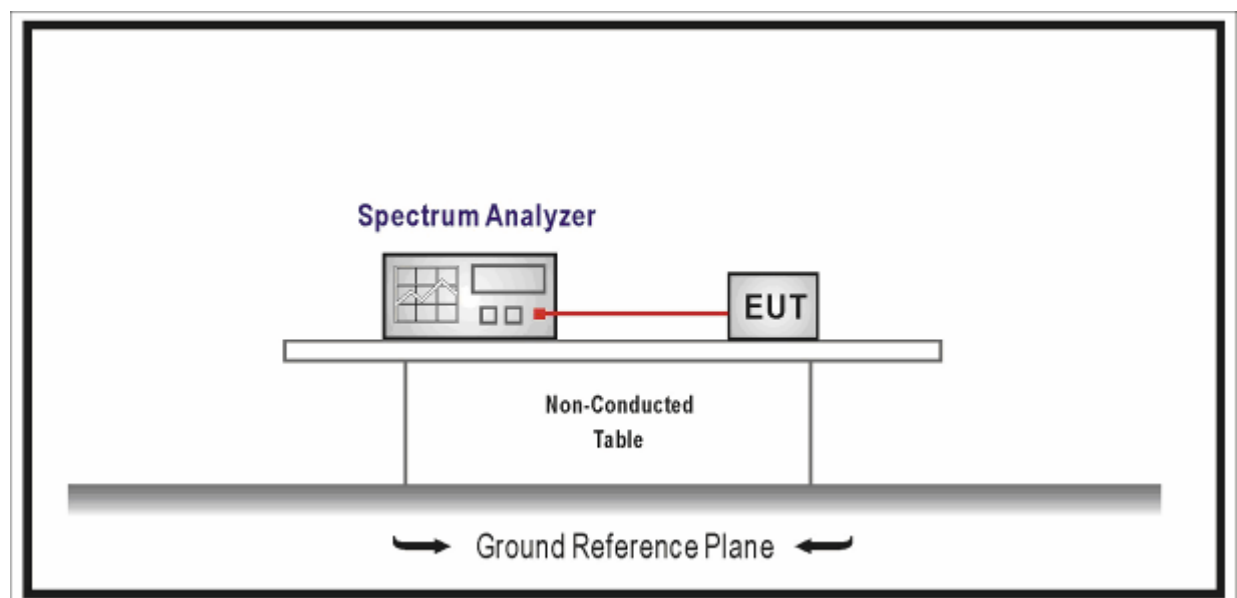 Spectrum Analyzer
EUT
Non-Conducted
Table
Ground Reference Plane